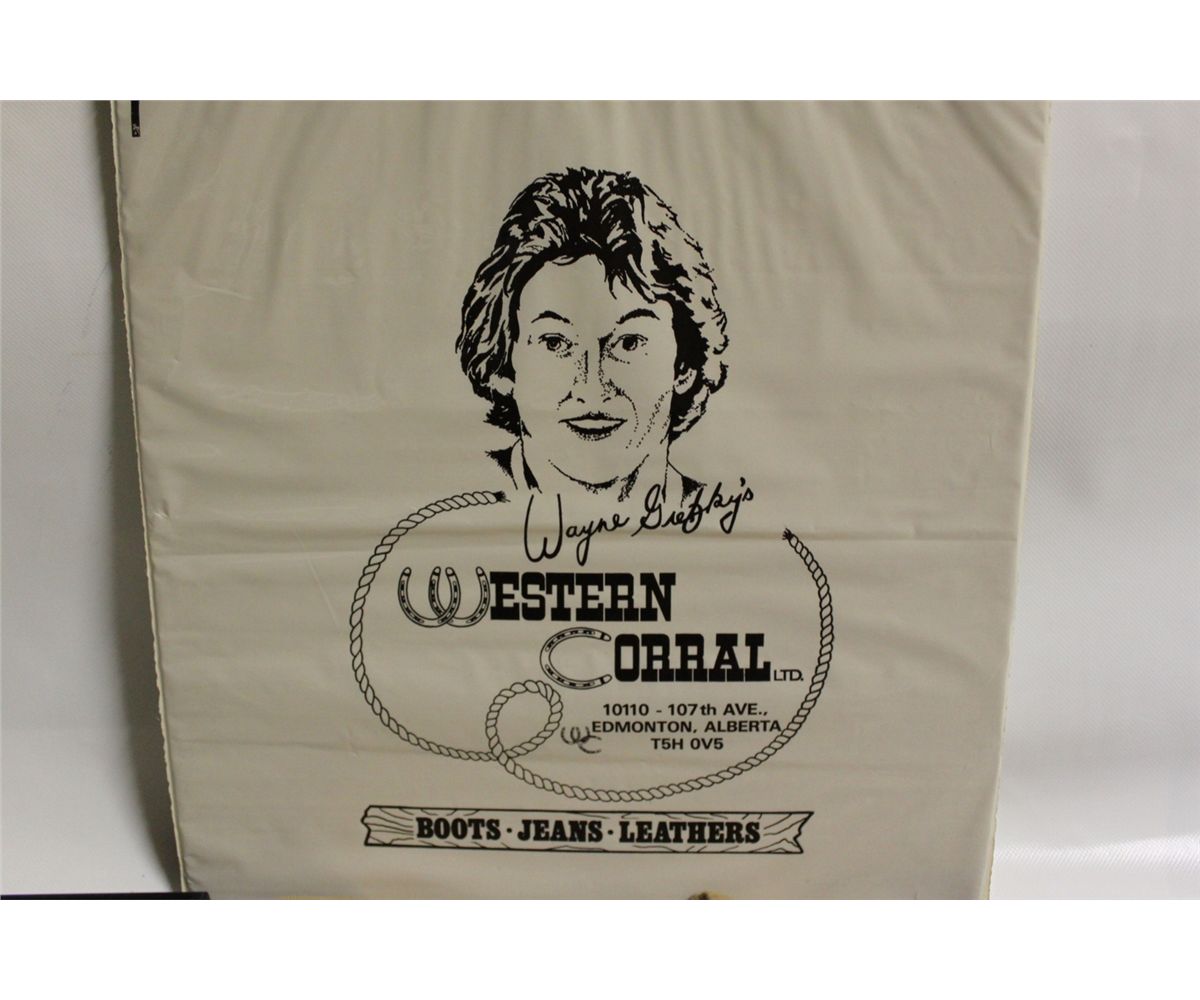 Wayne Gretzky's
WESTERN
CORRAL LTD.
10110 - 107th AVE.,
EDMONTON, ALBERTA
T5H 0V5
BOOTS · JEANS · LEATHERS